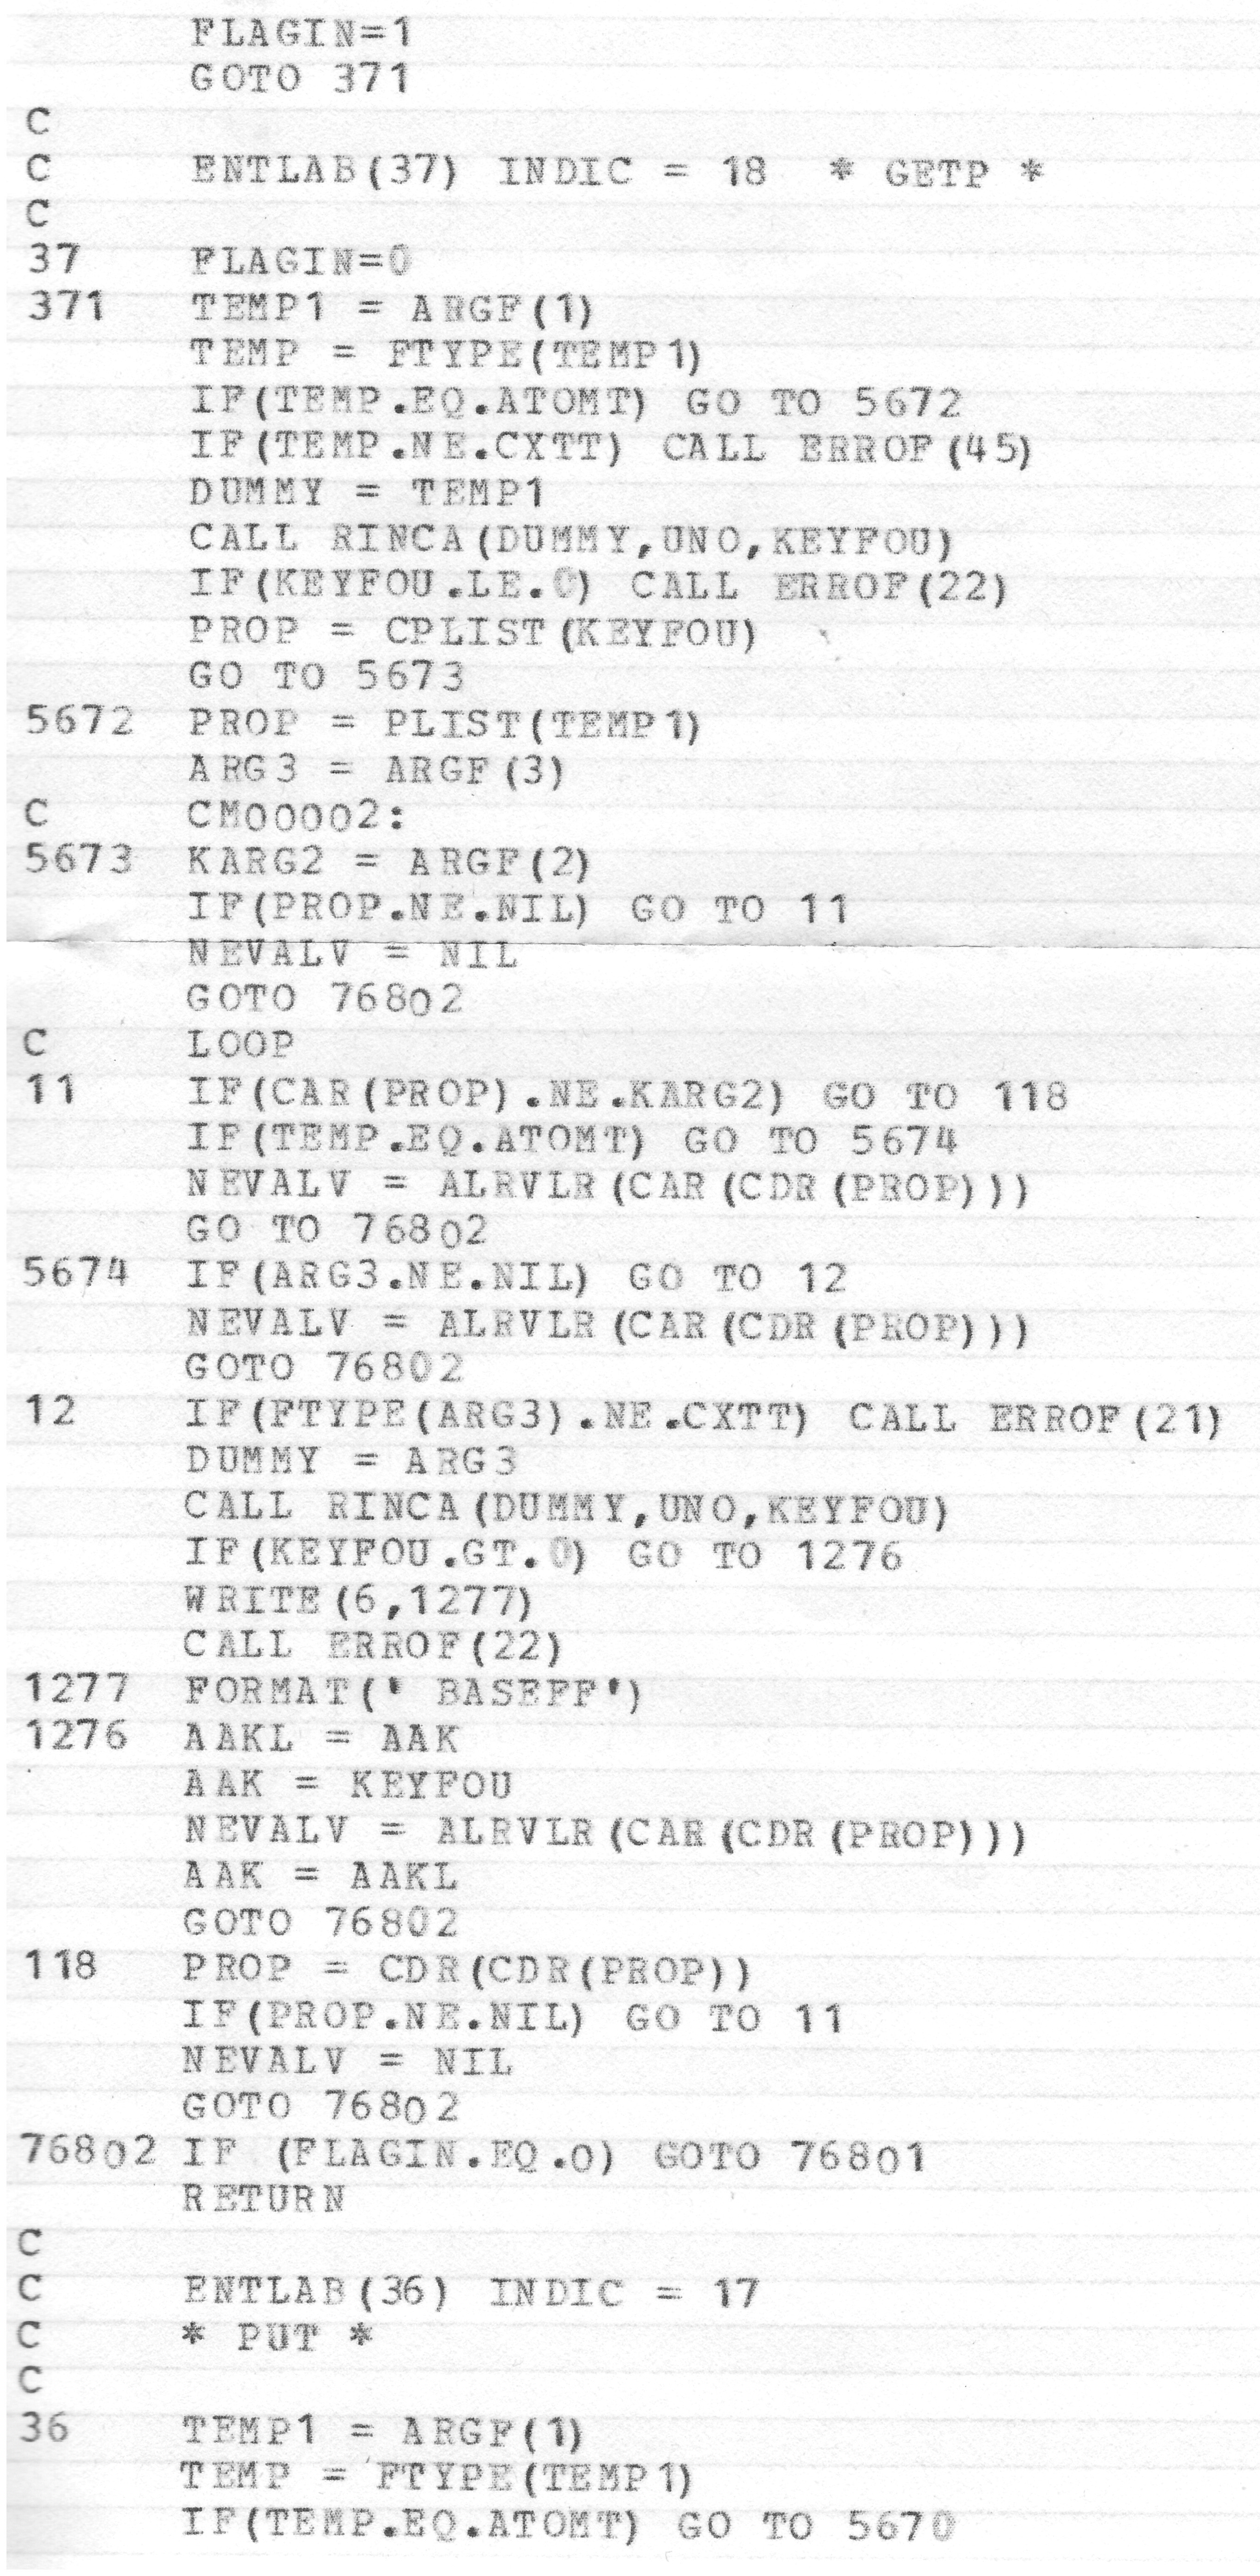 FLAGIN=1
       GOTO 371
C
C      ENTLAB(37) INDIC = 18  * GETP *
C
37     FLAGIN=0
371    TEMP1 = ARGF(1)
       TEMP = FTYPE(TEMP1)
       IF(TEMP.EQ.ATOMT) GO TO 5672
       IF(TEMP.NE.CXTT) CALL ERROF(45)
       DUMMY = TEMP1
       CALL RINCA(DUMMY,UNO,KEYFOU)
       IF(KEYFOU.LE.0) CALL ERROF(22)
       PROP = CPLIST(KEYFOU)
       GO TO 5673
5672   PROP = PLIST(TEMP1)
       ARG3 = ARGF(3)
C      CM00002:
5673   KARG2 = ARGF(2)
       IF(PROP.NE.NIL) GO TO 11
       NEVALV = NIL
       GOTO 76802
C      LOOP
11     IF(CAR(PROP).NE.KARG2) GO TO 118
       IF(TEMP.EQ.ATOMT) GO TO 5674
       NEVALV = ALRVLR(CAR(CDR(PROP)))
       GO TO 76802
5674   IF(ARG3.NE.NIL) GO TO 12
       NEVALV = ALRVLR(CAR(CDR(PROP)))
       GOTO 76802
12     IF(FTYPE(ARG3).NE.CXTT) CALL ERROF(21)
       DUMMY = ARG3
       CALL RINCA(DUMMY,UNO,KEYFOU)
       IF(KEYFOU.GT.0) GO TO 1276
       WRITE(6,1277)
       CALL ERROF(22)
1277   FORMAT(' BASEFF')
1276   AAKL = AAK
       AAK = KEYFOU
       NEVALV = ALRVLR(CAR(CDR(PROP)))
       AAK = AAKL
       GOTO 76802
118    PROP = CDR(CDR(PROP))
       IF(PROP.NE.NIL) GO TO 11
       NEVALV = NIL
       GOTO 76802
76802  IF (FLAGIN.EQ.0) GOTO 76801
       RETURN
C
C      ENTLAB(36) INDIC = 17
C      * PUT *
C
36     TEMP1 = ARGF(1)
       TEMP = FTYPE(TEMP1)
       IF(TEMP.EQ.ATOMT) GO TO 5670